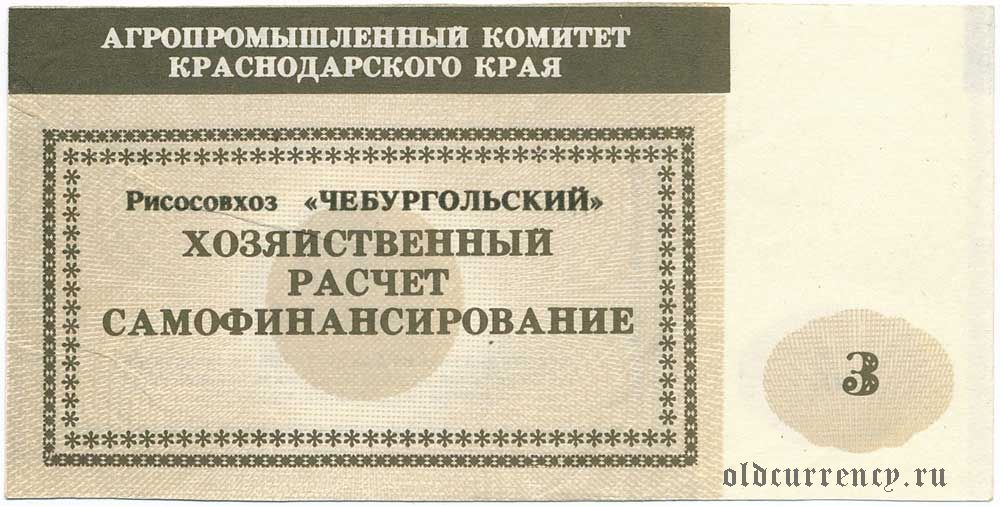 АГРОПРОМЫШЛЕННЫЙ КОМИТЕТ
КРАСНОДАРСКОГО КРАЯ
Рисосовхоз «ЧЕБУРГОЛЬСКИЙ»
ХОЗЯЙСТВЕННЫЙ
РАСЧЕТ
САМОФИНАНСИРОВАНИЕ
3
oldcurrency.ru